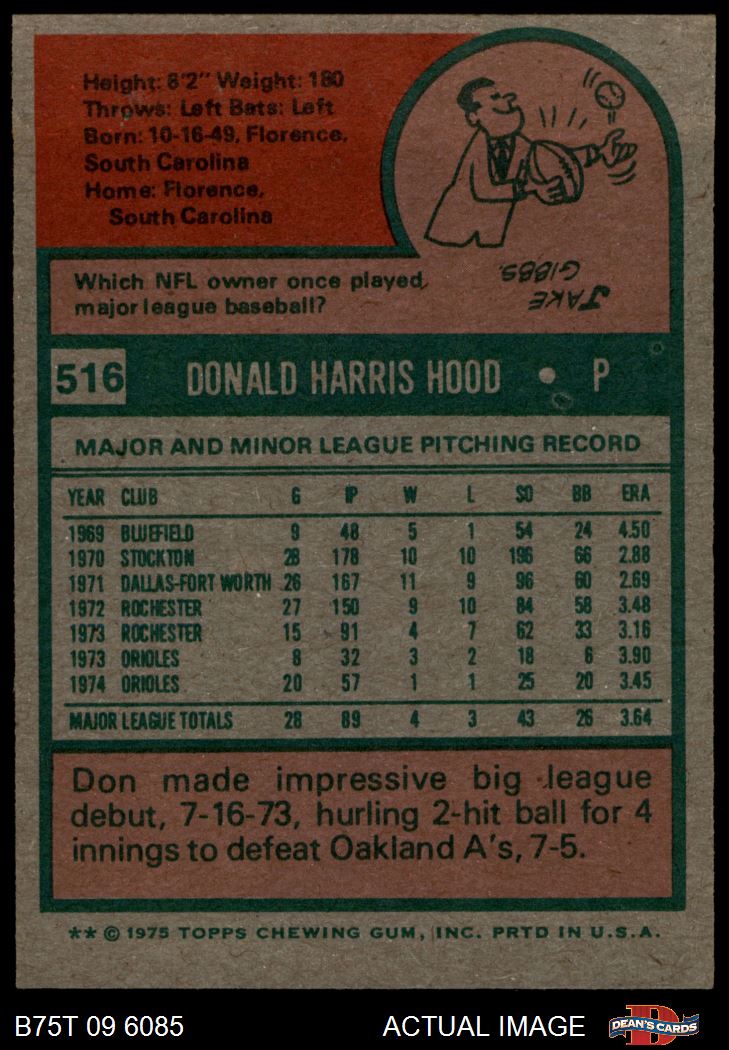 Height: 6'2" Weight: 180
Throws: Left Bats: Left
Born: 10-16-49, Florence,
South Carolina
Home: Florence,
South Carolina
JAKE
GIBBS.
Which NFL owner once played
major league baseball?
516 DONALD HARRIS HOOD • P
MAJOR AND MINOR LEAGUE PITCHING RECORD
YEAR CLUB G IP W L SO BB ERA
1969 BLUEFIELD 9 48 5 1 54 24 4.50
1970 STOCKTON 28 178 10 10 196 66 2.88
1971 DALLAS-FORT WORTH 26 167 11 9 96 60 2.69
1972 ROCHESTER 27 150 9 10 84 58 3.48
1973 ROCHESTER 15 91 4 7 62 33 3.16
1973 ORIOLES 8 32 3 2 18 6 3.90
1974 ORIOLES 20 57 1 1 25 20 3.45
MAJOR LEAGUE TOTALS 28 89 4 3 43 26 3.64
Don made impressive big league
debut, 7-16-73, hurling 2-hit ball for 4
innings to defeat Oakland A's, 7-5.
** © 1975 TOPPS CHEWING GUM, INC. PRTD IN U.S.A.
B75T 09 6085 ACTUAL IMAGE DEAN'S CARDS